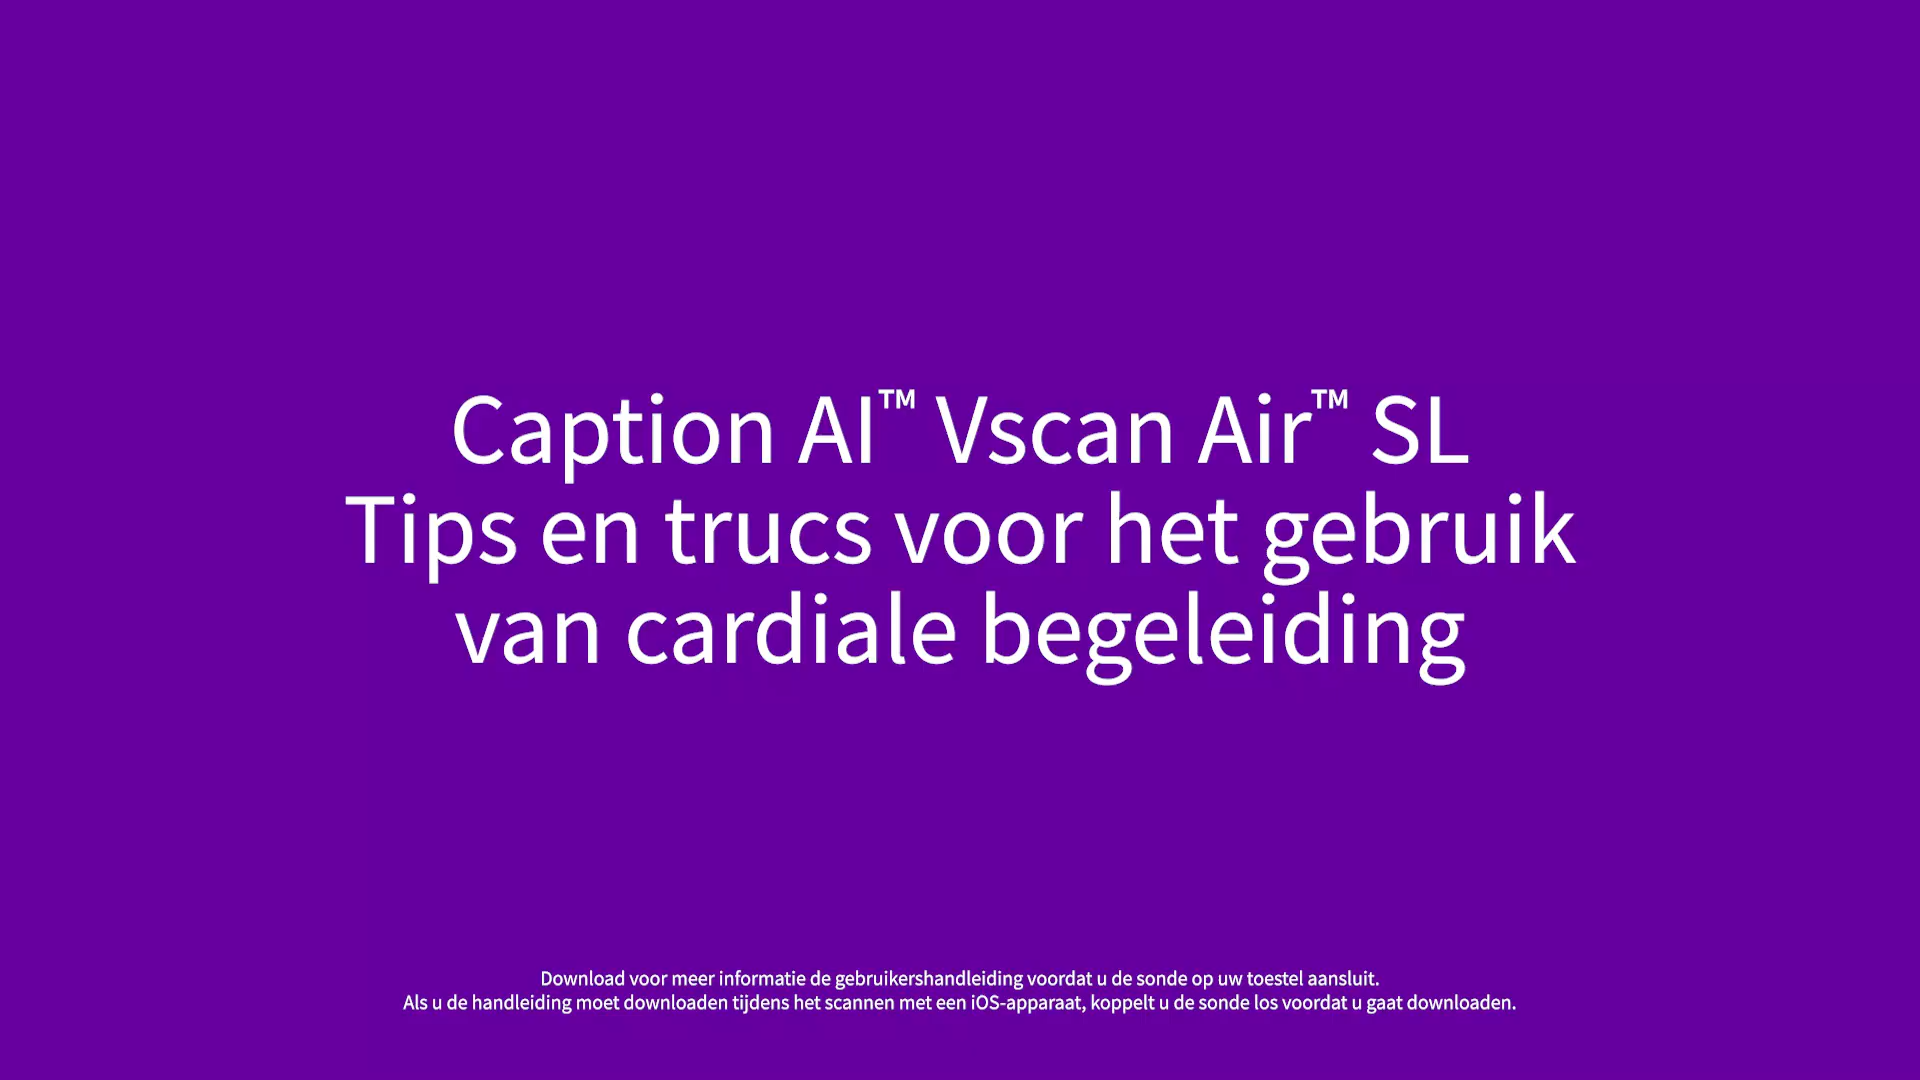 Caption AI™ Vscan Air™ SL
Tips en trucs voor het gebruik
van cardiale begeleiding
Download voor meer informatie de gebruikershandleiding voordat u de sonde op uw toestel aansluit.
Als u de handleiding moet downloaden tijdens het scannen met een iOS-apparaat, koppelt u de sonde los voordat u gaat downloaden.